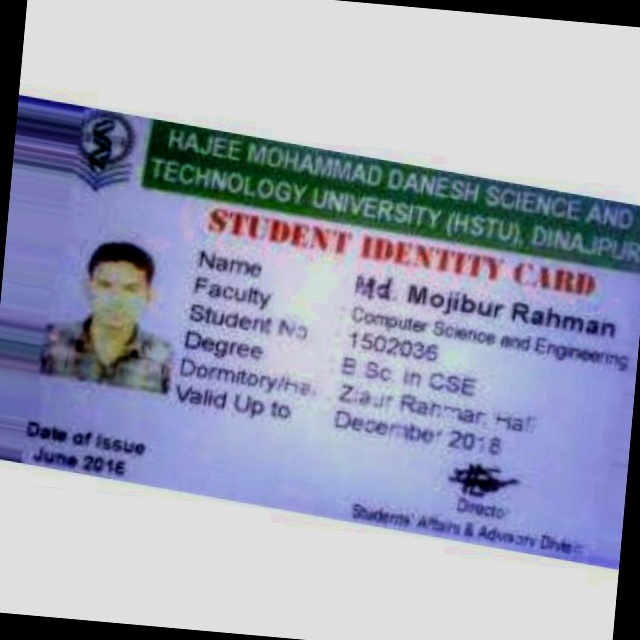 HAJEE MOHAMMAD DANESH SCIENCE AND
TECHNOLOGY UNIVERSITY (HSTU), DINAJPUR
STUDENT IDENTITY CARD
Name Md. Mojibur Rahman
Faculty : Computer Science and Engineering
Student No : 1502036
Degree : B Sc. in CSE
Dormitory/Hall : Ziaur Rahman Hall
Valid Up to : December 2018
Date of Issue
June 2016
Director
Students' Affairs & Advisory Division